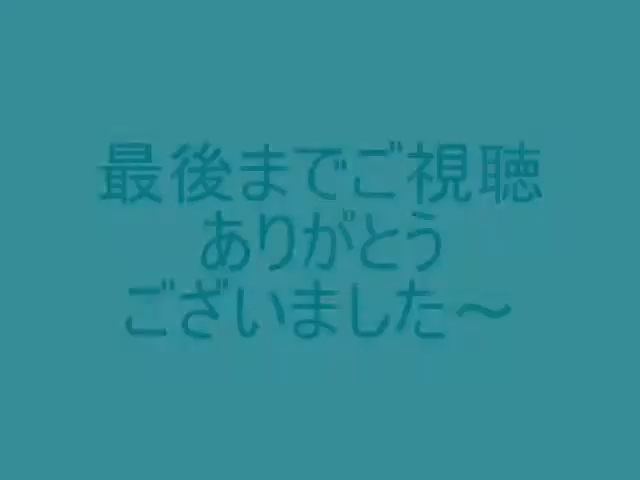 最後までご視聴
ありがとう
ございました～